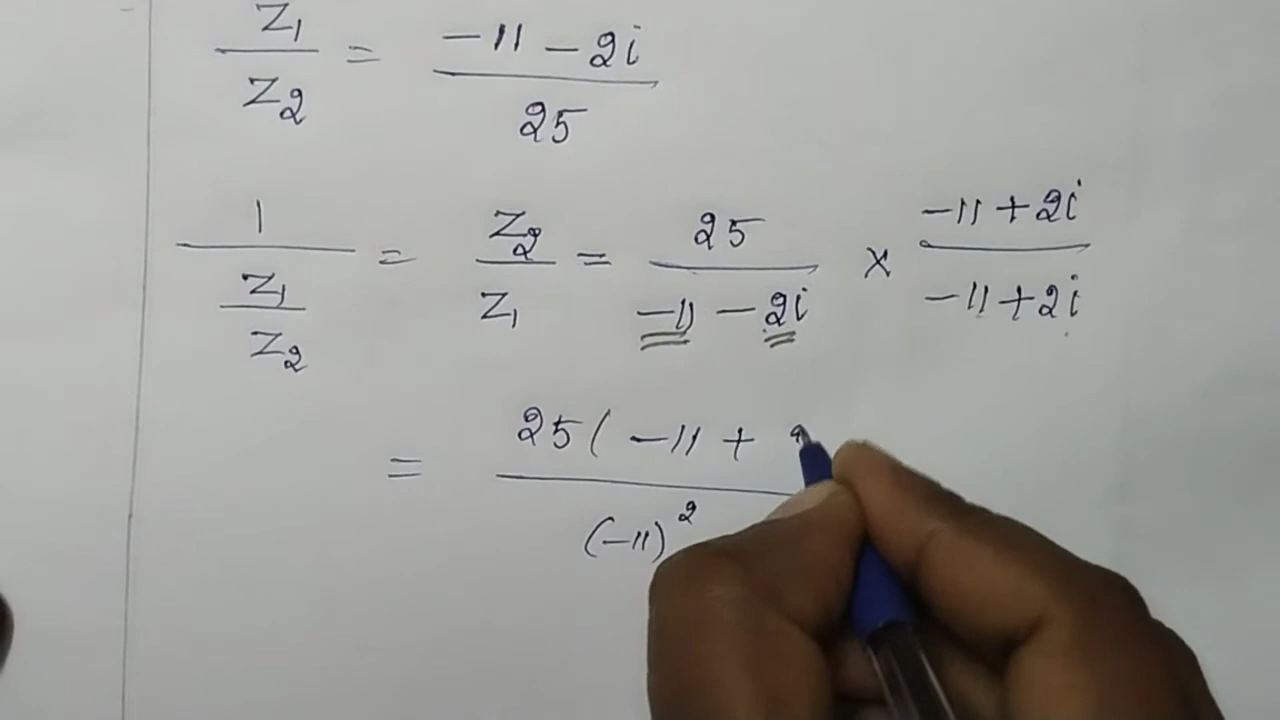 z₁/z₂ = (-11 - 2i)/25
1/(z₁/z₂) = z₂/z₁ = 25/(-11 - 2i) × (-11 + 2i)/(-11 + 2i)
= 25(-11 + 2/(-11)²